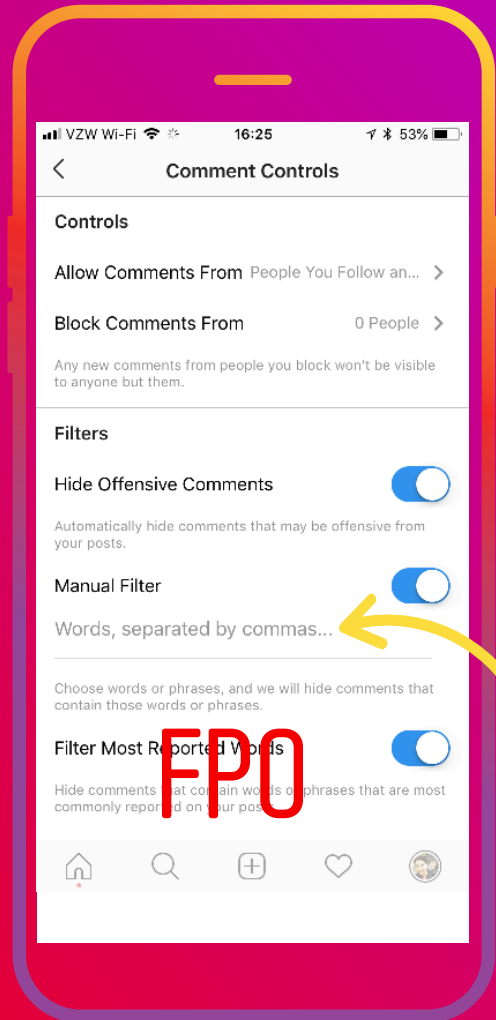 VZW Wi-Fi 16:25 53%
Comment Controls
Controls
Allow Comments From People You Follow an...
Block Comments From 0 People
Any new comments from people you block won't be visible
to anyone but them.
Filters
Hide Offensive Comments
Automatically hide comments that may be offensive from
your posts.
Manual Filter
Words, separated by commas...
Choose words or phrases, and we will hide comments that
contain those words or phrases.
Filter Most Reported Words
FPO
Hide comments that contain words or phrases that are most
commonly reported on your posts.